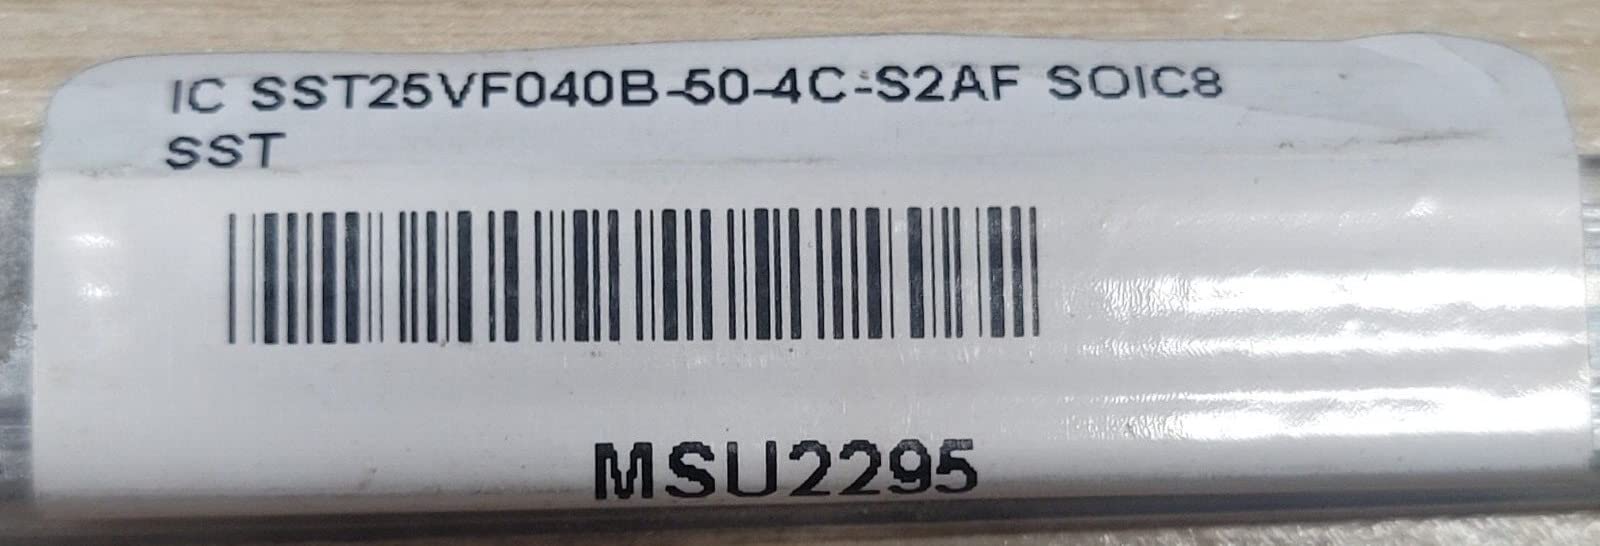 IC SST25VF040B-50-4C-S2AF SOIC8
SST
MSU2295